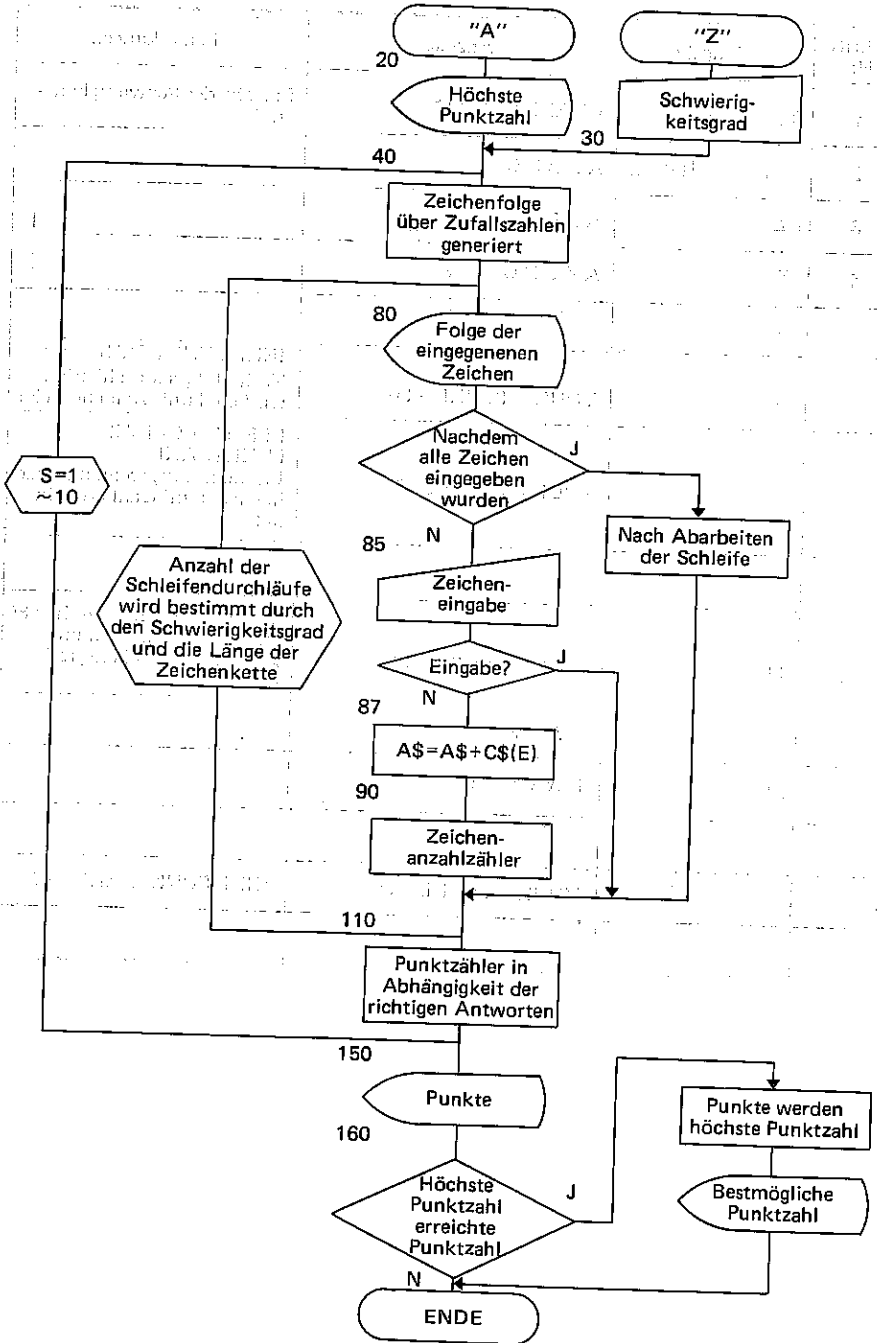 "A"
"Z"
20
Höchste
Punktzahl
Schwierig-
keitsgrad
30
40
Zeichenfolge
über Zufallszahlen
generiert
80
Folge der
eingegenenen
Zeichen
Nachdem
alle Zeichen
eingegeben
wurden
J
N
S=1
~10
Nach Abarbeiten
der Schleife
85
Zeichen-
eingabe
Anzahl der
Schleifendurchläufe
wird bestimmt durch
den Schwierigkeitsgrad
und die Länge der
Zeichenkette
Eingabe?
J
N
87
A$=A$+C$(E)
90
Zeichen-
anzahlzähler
110
Punktzähler in
Abhängigkeit der
richtigen Antworten
150
Punkte
Punkte werden
höchste Punktzahl
160
Höchste
Punktzahl
erreichte
Punktzahl
J
Bestmögliche
Punktzahl
N
ENDE